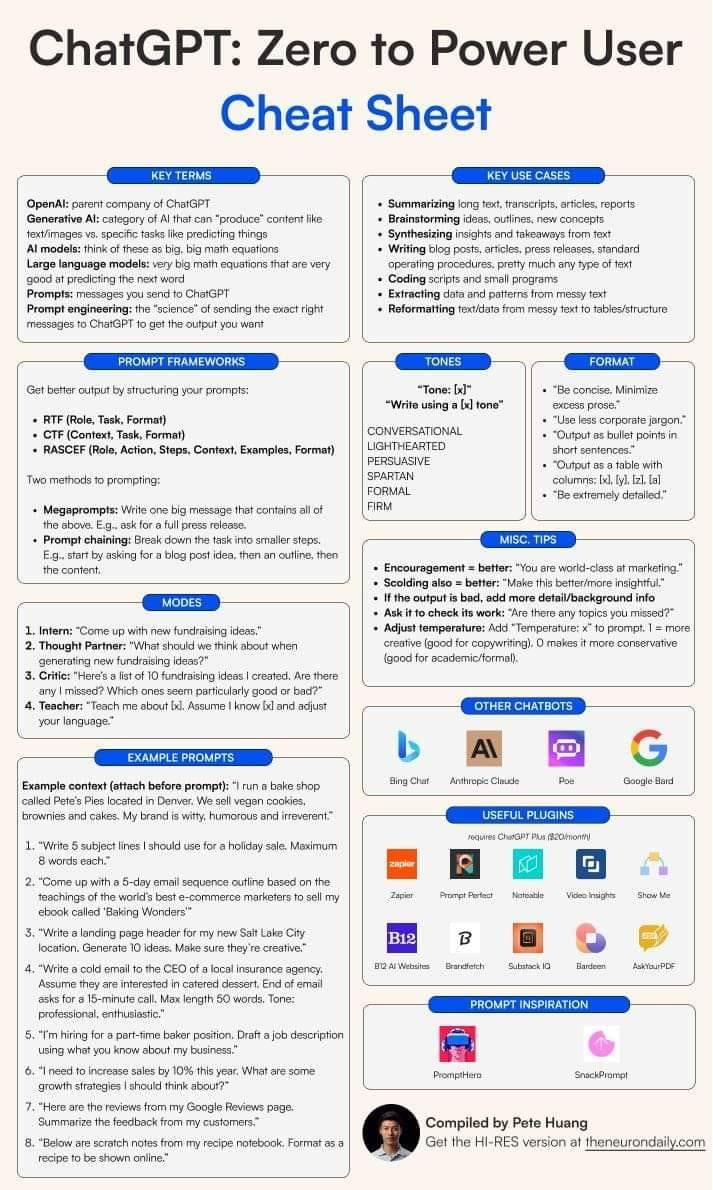 ChatGPT: Zero to Power User
Cheat Sheet
KEY TERMS
OpenAI: parent company of ChatGPT
Generative AI: category of AI that can “produce” content like
text/images vs. specific tasks like predicting things
AI models: think of these as big, big math equations
Large language models: very big math equations that are very
good at predicting the next word
Prompts: messages you send to ChatGPT
Prompt engineering: the “science” of sending the exact right
messages to ChatGPT to get the output you want
KEY USE CASES
• Summarizing long text, transcripts, articles, reports
• Brainstorming ideas, outlines, new concepts
• Synthesizing insights and takeaways from text
• Writing blog posts, articles, press releases, standard
operating procedures, pretty much any type of text
• Coding scripts and small programs
• Extracting data and patterns from messy text
• Reformatting text/data from messy text to tables/structure
PROMPT FRAMEWORKS
Get better output by structuring your prompts:
• RTF (Role, Task, Format)
• CTF (Context, Task, Format)
• RASCEF (Role, Action, Steps, Context, Examples, Format)
Two methods to prompting:
• Megaprompts: Write one big message that contains all of
the above. E.g., ask for a full press release.
• Prompt chaining: Break down the task into smaller steps.
E.g., start by asking for a blog post idea, then an outline, then
the content.
TONES
“Tone: [x]”
“Write using a [x] tone”
CONVERSATIONAL
LIGHTHEARTED
PERSUASIVE
SPARTAN
FORMAL
FIRM
FORMAT
• “Be concise. Minimize
excess prose.”
• “Use less corporate jargon.”
• “Output as bullet points in
short sentences.”
• “Output as a table with
columns: [x], [y], [z], [a]
• “Be extremely detailed.”
MISC. TIPS
• Encouragement = better: “You are world-class at marketing.”
• Scolding also = better: “Make this better/more insightful.”
• If the output is bad, add more detail/background info
• Ask it to check its work: “Are there any topics you missed?”
• Adjust temperature: Add “Temperature: x” to prompt. 1 = more
creative (good for copywriting). 0 makes it more conservative
(good for academic/formal).
MODES
1. Intern: “Come up with new fundraising ideas.”
2. Thought Partner: “What should we think about when
generating new fundraising ideas?”
3. Critic: “Here’s a list of 10 fundraising ideas I created. Are there
any I missed? Which ones seem particularly good or bad?”
4. Teacher: “Teach me about [x]. Assume I know [x] and adjust
your language.”
OTHER CHATBOTS
A\
Bing Chat
Anthropic Claude
Poe
Google Bard
EXAMPLE PROMPTS
Example context (attach before prompt): “I run a bake shop
called Pete’s Pies located in Denver. We sell vegan cookies,
brownies and cakes. My brand is witty, humorous and irreverent.”
1. “Write 5 subject lines I should use for a holiday sale. Maximum
8 words each.”
2. “Come up with a 5-day email sequence outline based on the
teachings of the world’s best e-commerce marketers to sell my
ebook called ‘Baking Wonders’”
3. “Write a landing page header for my new Salt Lake City
location. Generate 10 ideas. Make sure they’re creative.”
4. “Write a cold email to the CEO of a local insurance agency.
Assume they are interested in catered dessert. End of email
asks for a 15-minute call. Max length 50 words. Tone:
professional, enthusiastic.”
5. “I’m hiring for a part-time baker position. Draft a job description
using what you know about my business.”
6. “I need to increase sales by 10% this year. What are some
growth strategies I should think about?”
7. “Here are the reviews from my Google Reviews page.
Summarize the feedback from my customers.”
8. “Below are scratch notes from my recipe notebook. Format as a
recipe to be shown online.”
USEFUL PLUGINS
requires ChatGPT Plus ($20/month)
zapier
Zapier
Prompt Perfect
Noteable
Video Insights
Show Me
B12
B
B12 AI Websites
Brandfetch
Substack IQ
Bardeen
AskYourPDF
PROMPT INSPIRATION
PromptHero
SnackPrompt
Compiled by Pete Huang
Get the HI-RES version at theneurondaily.com